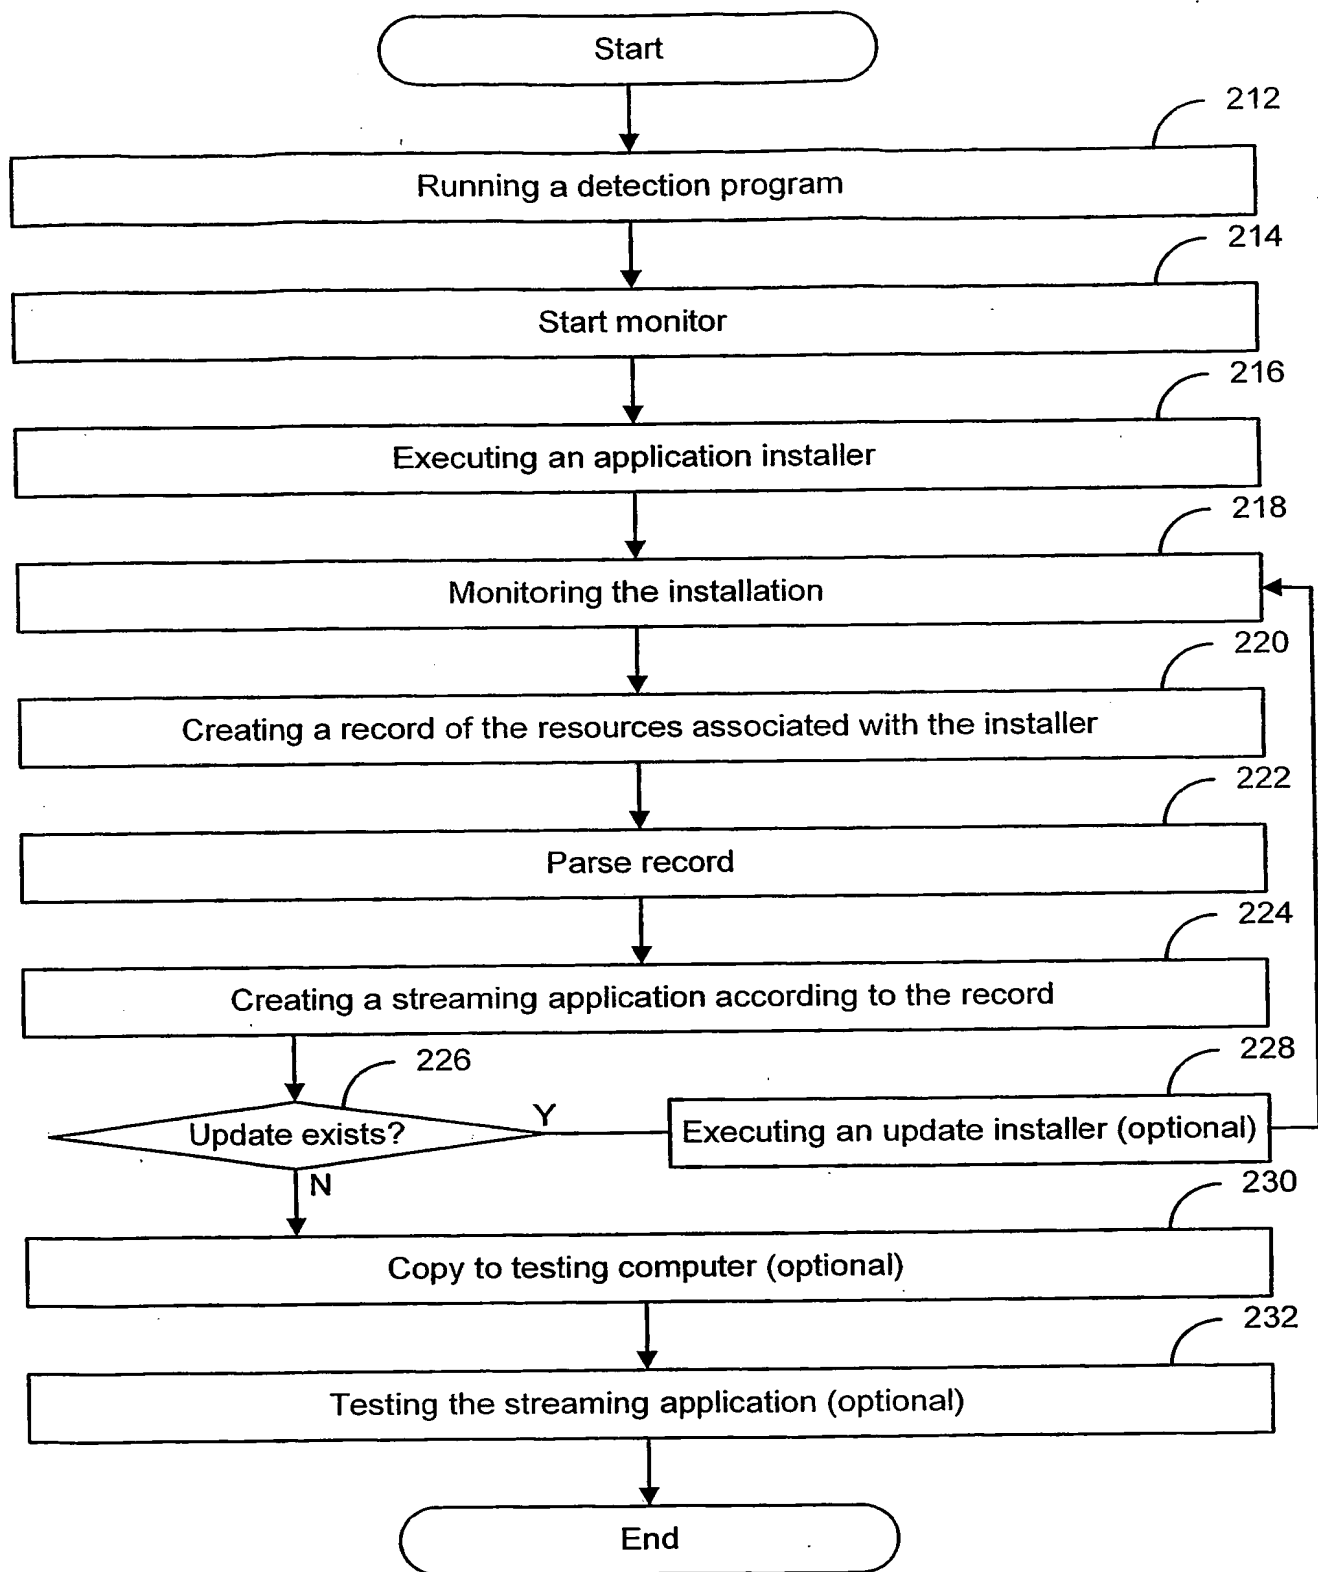 Start
212
Running a detection program
214
Start monitor
216
Executing an application installer
218
Monitoring the installation
220
Creating a record of the resources associated with the installer
222
Parse record
224
Creating a streaming application according to the record
226
228
Update exists?
Y
Executing an update installer (optional)
N
230
Copy to testing computer (optional)
232
Testing the streaming application (optional)
End